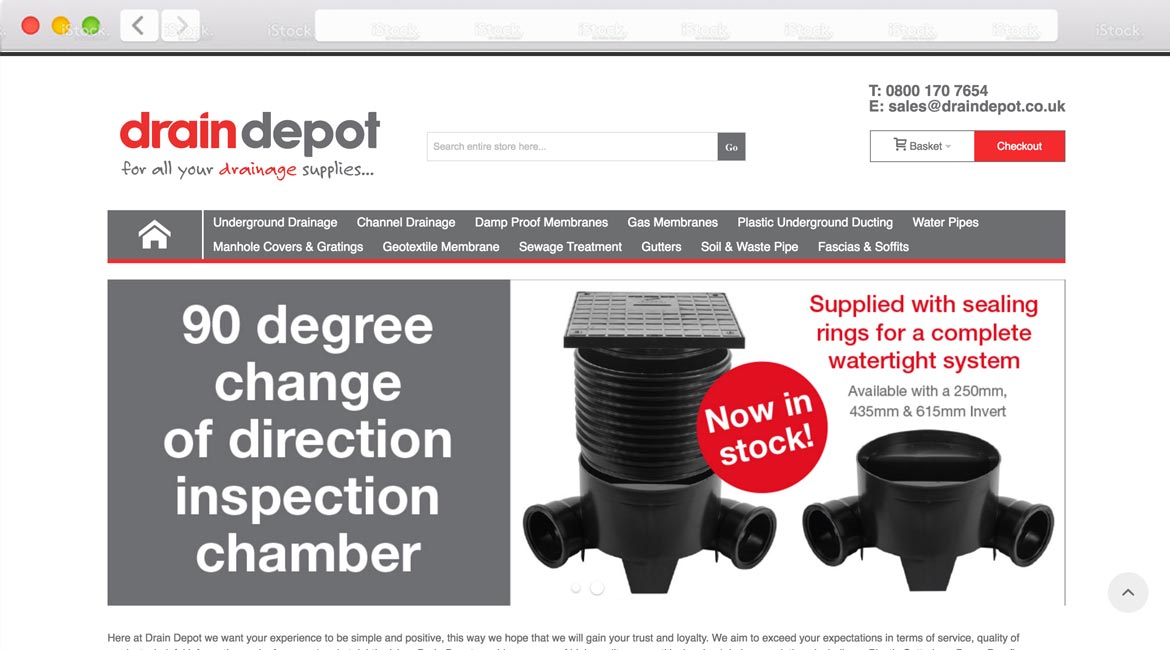 iStock. iStock. iStock. iStock. iStock. iStock. iStock. iStock. iStock. iStock. iStock.
T: 0800 170 7654
E: sales@draindepot.co.uk
draindepot
for all your drainage supplies...
Search entire store here...
Go
Basket
Checkout
Underground Drainage Channel Drainage Damp Proof Membranes Gas Membranes Plastic Underground Ducting Water Pipes
Manhole Covers & Gratings Geotextile Membrane Sewage Treatment Gutters Soil & Waste Pipe Fascias & Soffits
90 degree
change
of direction
inspection
chamber
Now in
stock!
Supplied with sealing
rings for a complete
watertight system
Available with a 250mm,
435mm & 615mm Invert
Here at Drain Depot we want your experience to be simple and positive, this way we hope that we will gain your trust and loyalty. We aim to exceed your expectations in terms of service, quality of